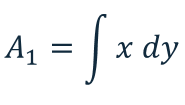 A₁ = ∫ x dy